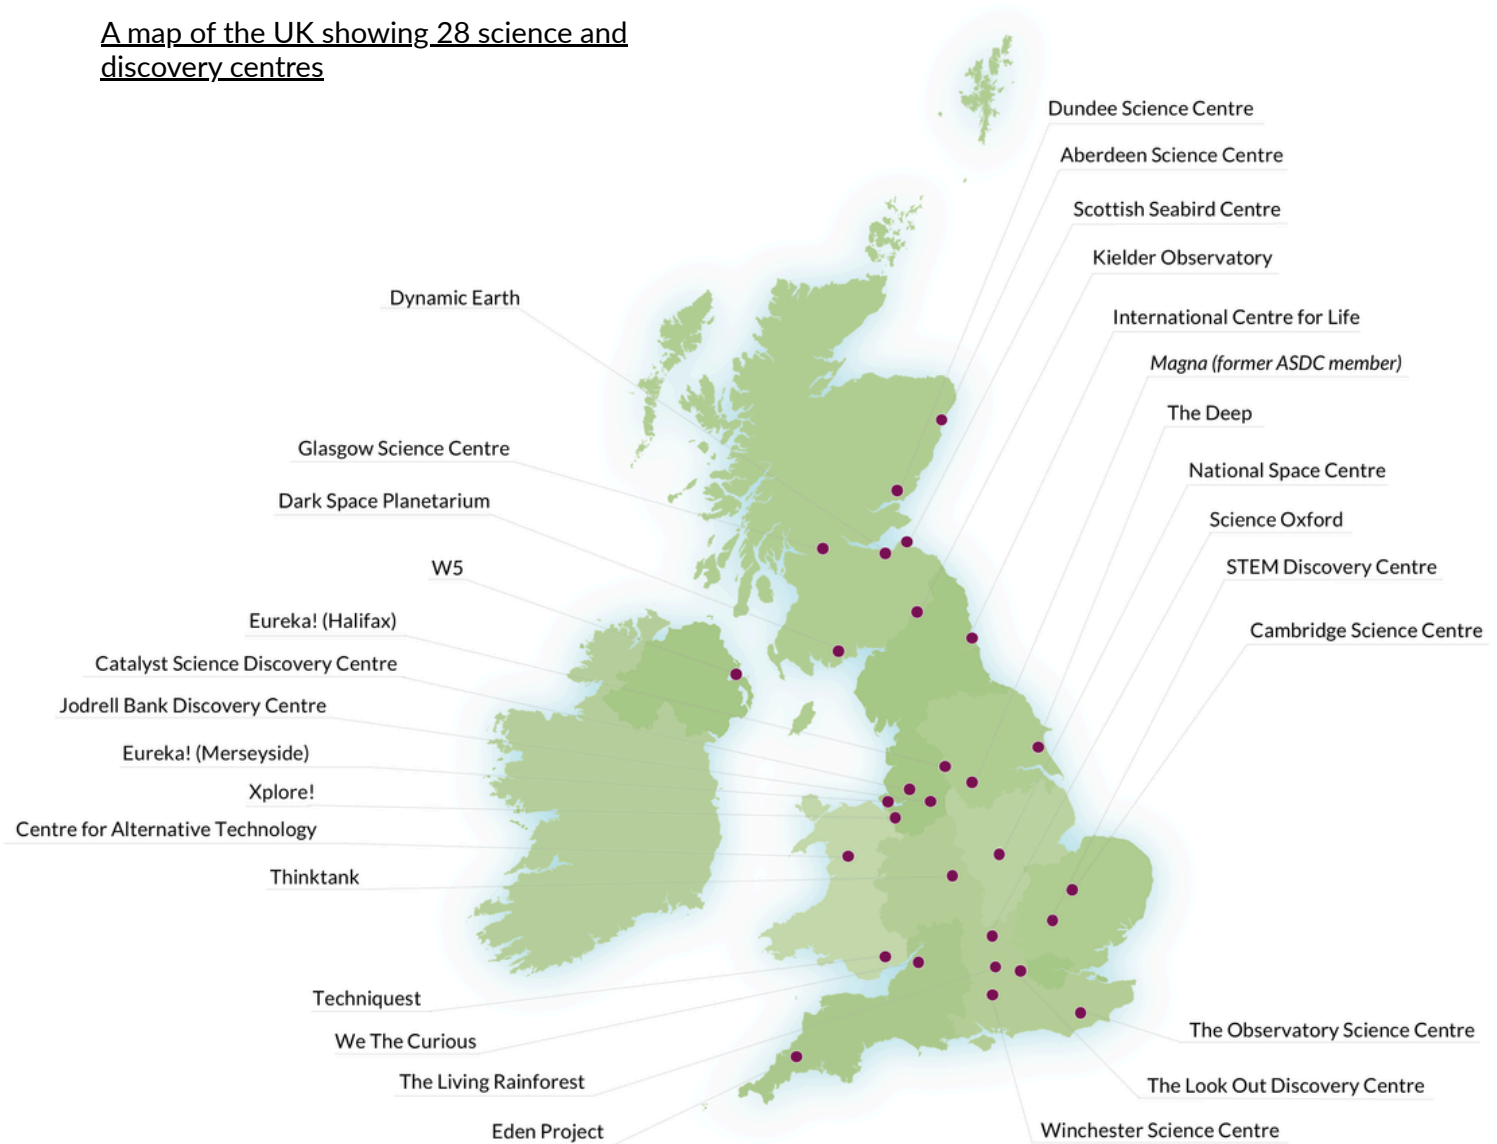 A map of the UK showing 28 science and
discovery centres
Dundee Science Centre
Aberdeen Science Centre
Scottish Seabird Centre
Kielder Observatory
Dynamic Earth
International Centre for Life
Magna (former ASDC member)
The Deep
Glasgow Science Centre
National Space Centre
Dark Space Planetarium
Science Oxford
W5
STEM Discovery Centre
Eureka! (Halifax)
Cambridge Science Centre
Catalyst Science Discovery Centre
Jodrell Bank Discovery Centre
Eureka! (Merseyside)
Xplore!
Centre for Alternative Technology
Thinktank
Techniquest
The Observatory Science Centre
We The Curious
The Living Rainforest
The Look Out Discovery Centre
Eden Project
Winchester Science Centre